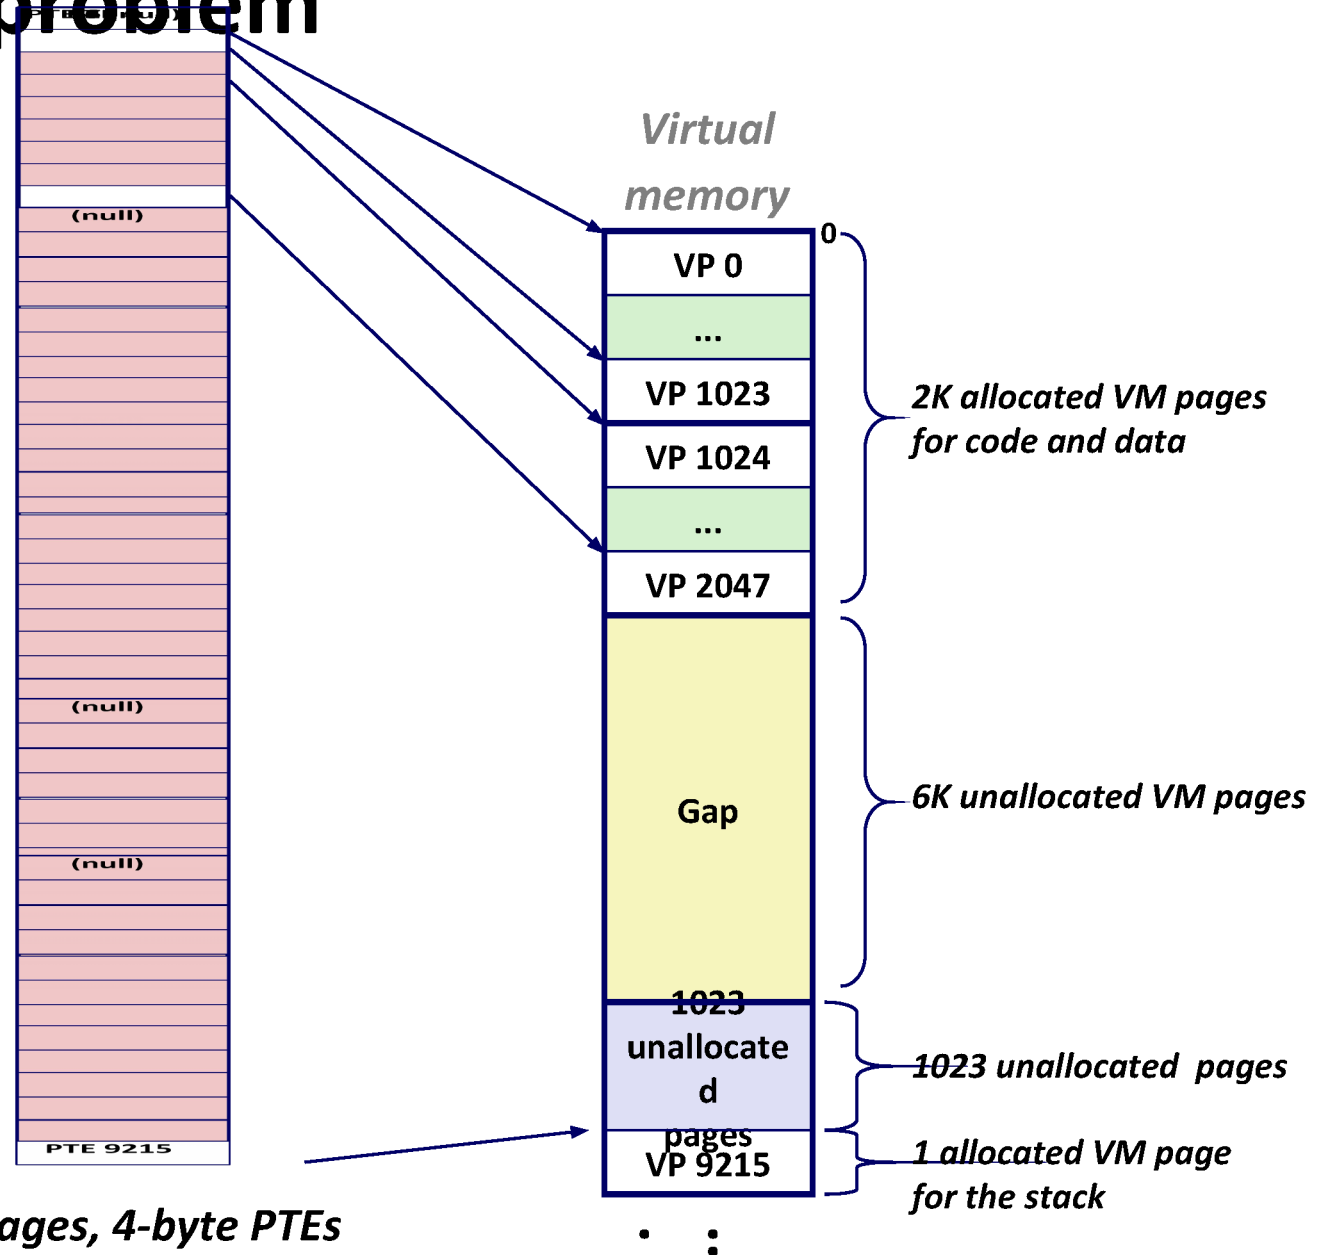 problem
(null)
(null)
(null)
PTE 9215
ages, 4-byte PTEs
Virtual
memory
0
VP 0
...
VP 1023
VP 1024
...
VP 2047
Gap
1023
unallocate
d
pages
VP 9215
2K allocated VM pages
for code and data
6K unallocated VM pages
1023 unallocated pages
1 allocated VM page
for the stack